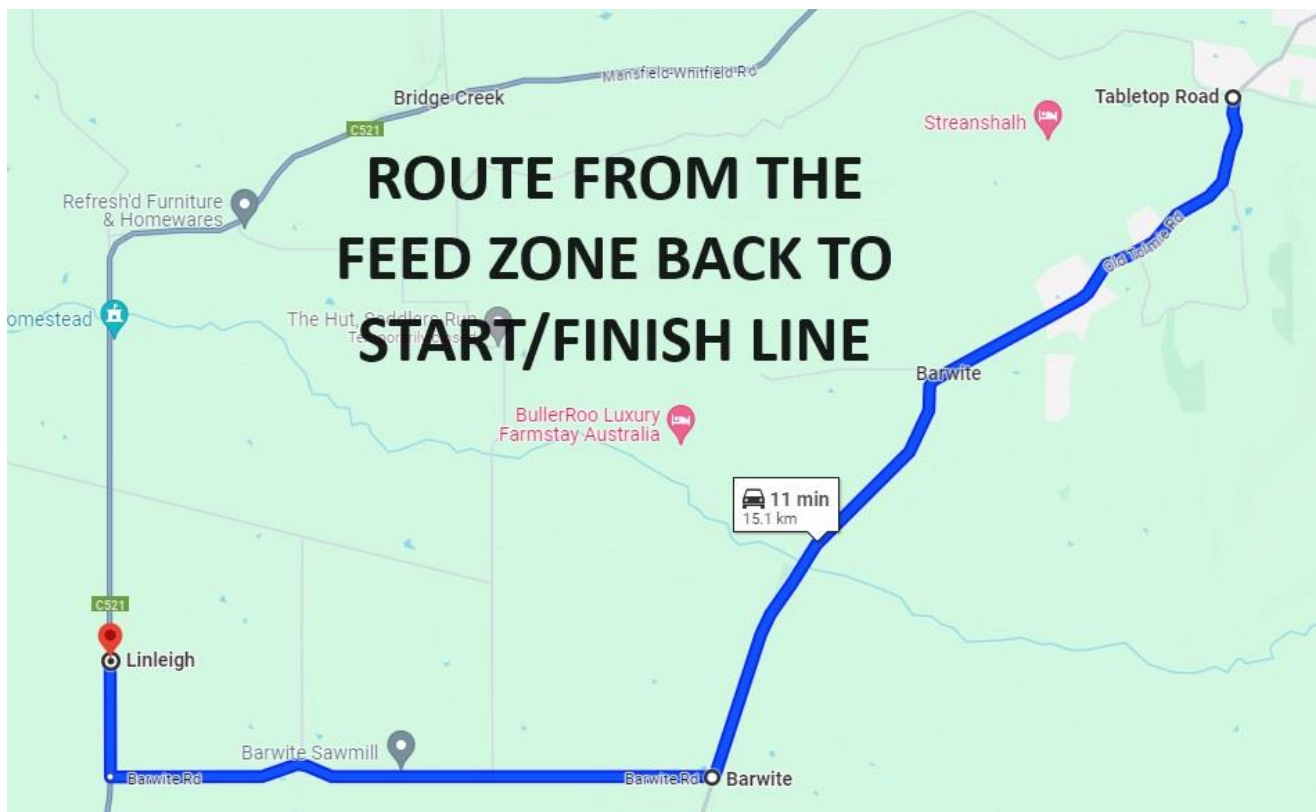 Mansfield-Whitfield Rd
Bridge Creek
C521
Tabletop Road
Streanshalh
ROUTE FROM THE
FEED ZONE BACK TO
START/FINISH LINE
Refresh'd Furniture
& Homewares
Old Tolmie Rd
omestead
The Hut, Saddlers Run
Temporarily closed
Barwite
BullerRoo Luxury
Farmstay Australia
11 min
15.1 km
C521
Linleigh
Barwite Sawmill
Barwite Rd
Barwite Rd
Barwite